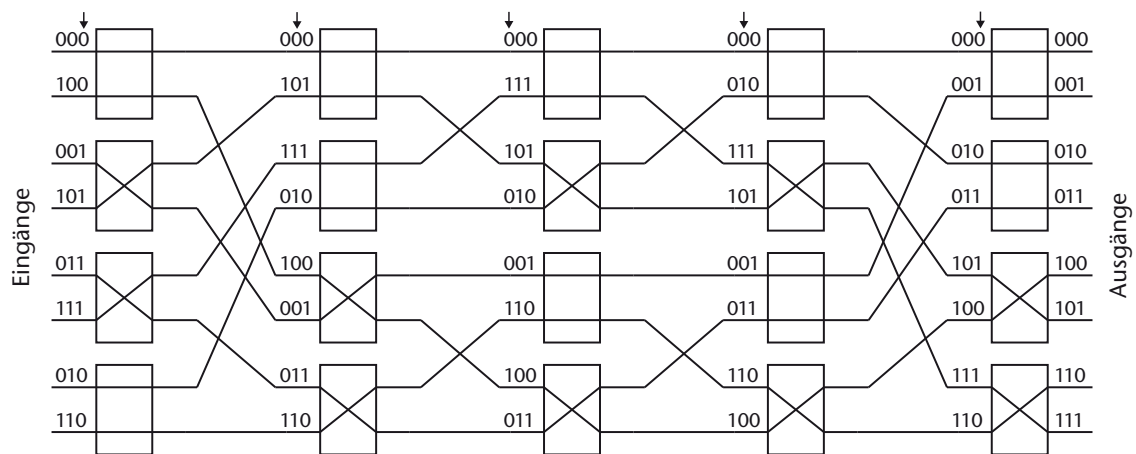 000 000 000 000 000 000
100 101 111 010 001 001
001 111 101 111 010 010
101 010 010 101 011 011
011 100 001 001 101 100
111 001 110 011 100 101
010 011 100 110 111 110
110 110 011 100 110 111
Eingänge
Ausgänge